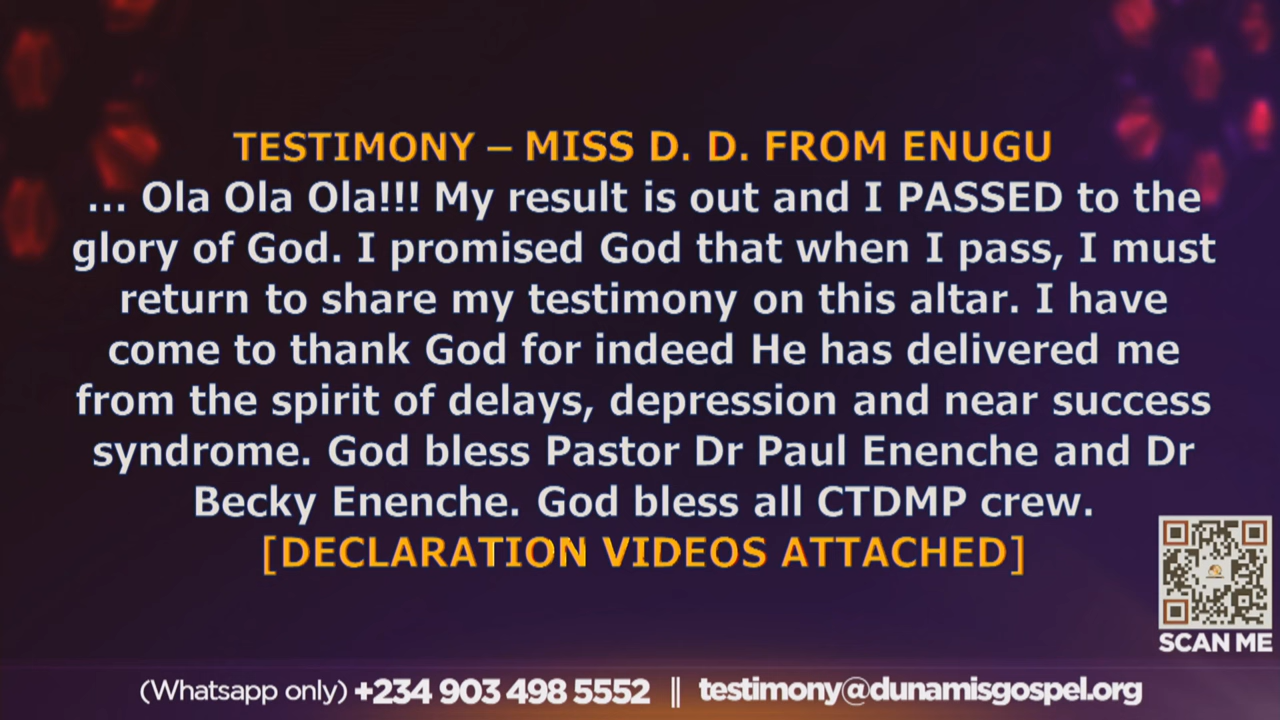 TESTIMONY – MISS D. D. FROM ENUGU
... Ola Ola Ola!!! My result is out and I PASSED to the
glory of God. I promised God that when I pass, I must
return to share my testimony on this altar. I have
come to thank God for indeed He has delivered me
from the spirit of delays, depression and near success
syndrome. God bless Pastor Dr Paul Enenche and Dr
Becky Enenche. God bless all CTDMP crew.
[DECLARATION VIDEOS ATTACHED]
SCAN ME
(Whatsapp only) +234 903 498 5552 || testimony@dunamisgospel.org